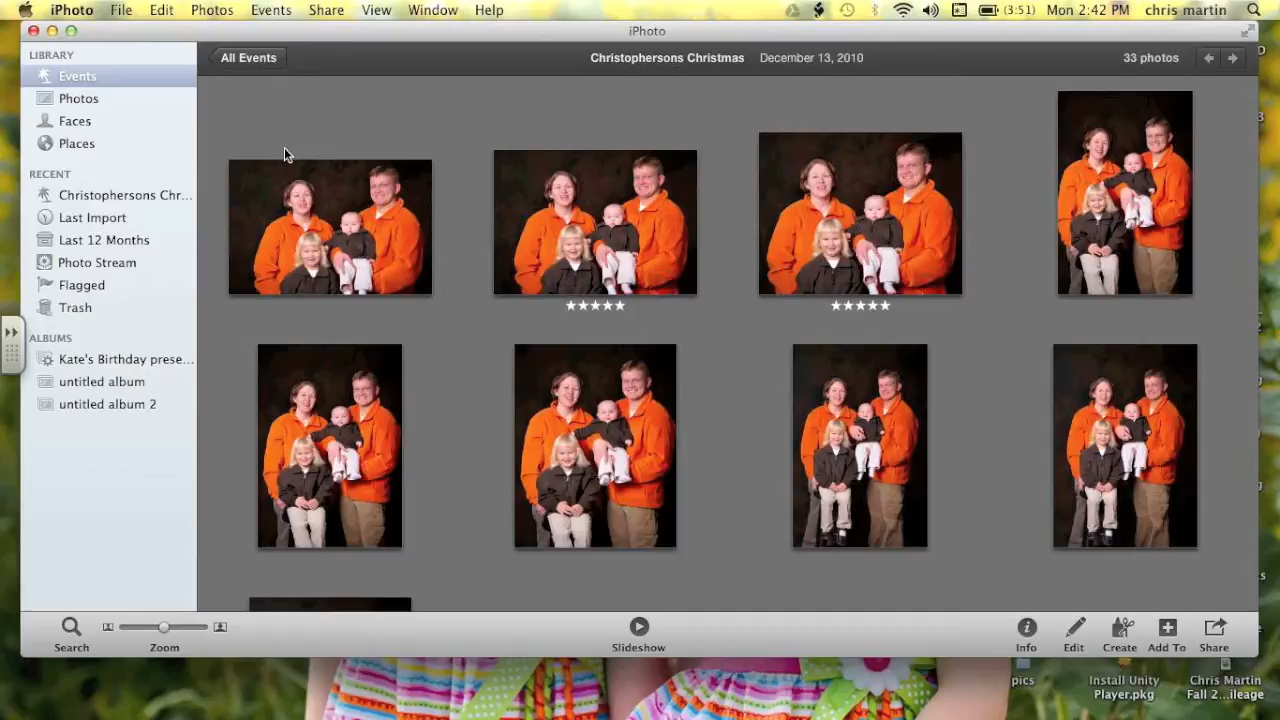 iPhoto File Edit Photos Events Share View Window Help (3:51) Mon 2:42 PM chris martin
iPhoto
LIBRARY
Events
Photos
Faces
Places
RECENT
Christophersons Chr...
Last Import
Last 12 Months
Photo Stream
Flagged
Trash
ALBUMS
Kate's Birthday prese...
untitled album
untitled album 2
All Events Christophersons Christmas December 13, 2010 33 photos
Search Zoom Slideshow Info Edit Create Add To Share
pics
Install Unity
Player.pkg
Chris Martin
Fall 2...ileage